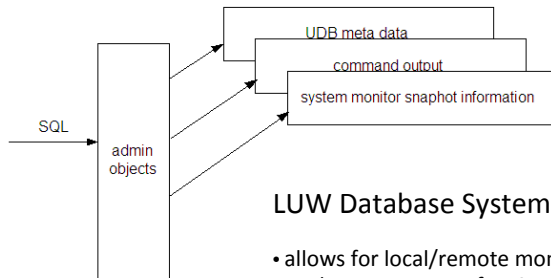 UDB meta data
command output
system monitor snaphot information
SQL
admin
objects
LUW Database System
• allows for local/remote mor